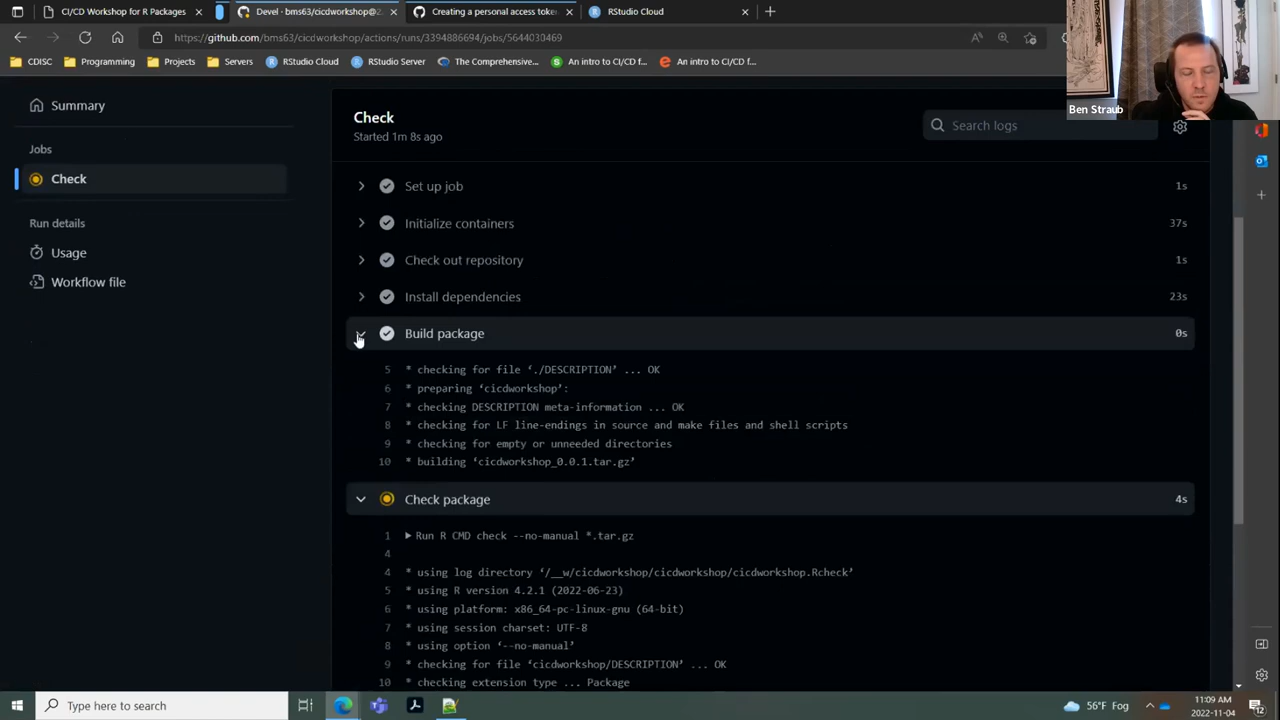 CI/CD Workshop for R Packages
Devel · bms63/cicdworkshop@2
Creating a personal access toke
RStudio Cloud
https://github.com/bms63/cicdworkshop/actions/runs/3394886694/jobs/5644030469
CDISC
Programming
Projects
Servers
RStudio Cloud
RStudio Server
The Comprehensive...
An intro to CI/CD f...
An intro to CI/CD f...
Ben Straub
Summary
Jobs
Check
Run details
Usage
Workflow file
Check
Started 1m 8s ago
Search logs
Set up job 1s
Initialize containers 37s
Check out repository 1s
Install dependencies 23s
Build package 0s
5 * checking for file ‘./DESCRIPTION’ ... OK
6 * preparing ‘cicdworkshop’:
7 * checking DESCRIPTION meta-information ... OK
8 * checking for LF line-endings in source and make files and shell scripts
9 * checking for empty or unneeded directories
10 * building ‘cicdworkshop_0.0.1.tar.gz’
Check package 4s
1 Run R CMD check --no-manual *.tar.gz
4
4 * using log directory ‘/__w/cicdworkshop/cicdworkshop/cicdworkshop.Rcheck’
5 * using R version 4.2.1 (2022-06-23)
6 * using platform: x86_64-pc-linux-gnu (64-bit)
7 * using session charset: UTF-8
8 * using option ‘--no-manual’
9 * checking for file ‘cicdworkshop/DESCRIPTION’ ... OK
10 * checking extension type ... Package
Type here to search
56°F Fog
11:09 AM
2022-11-04
12